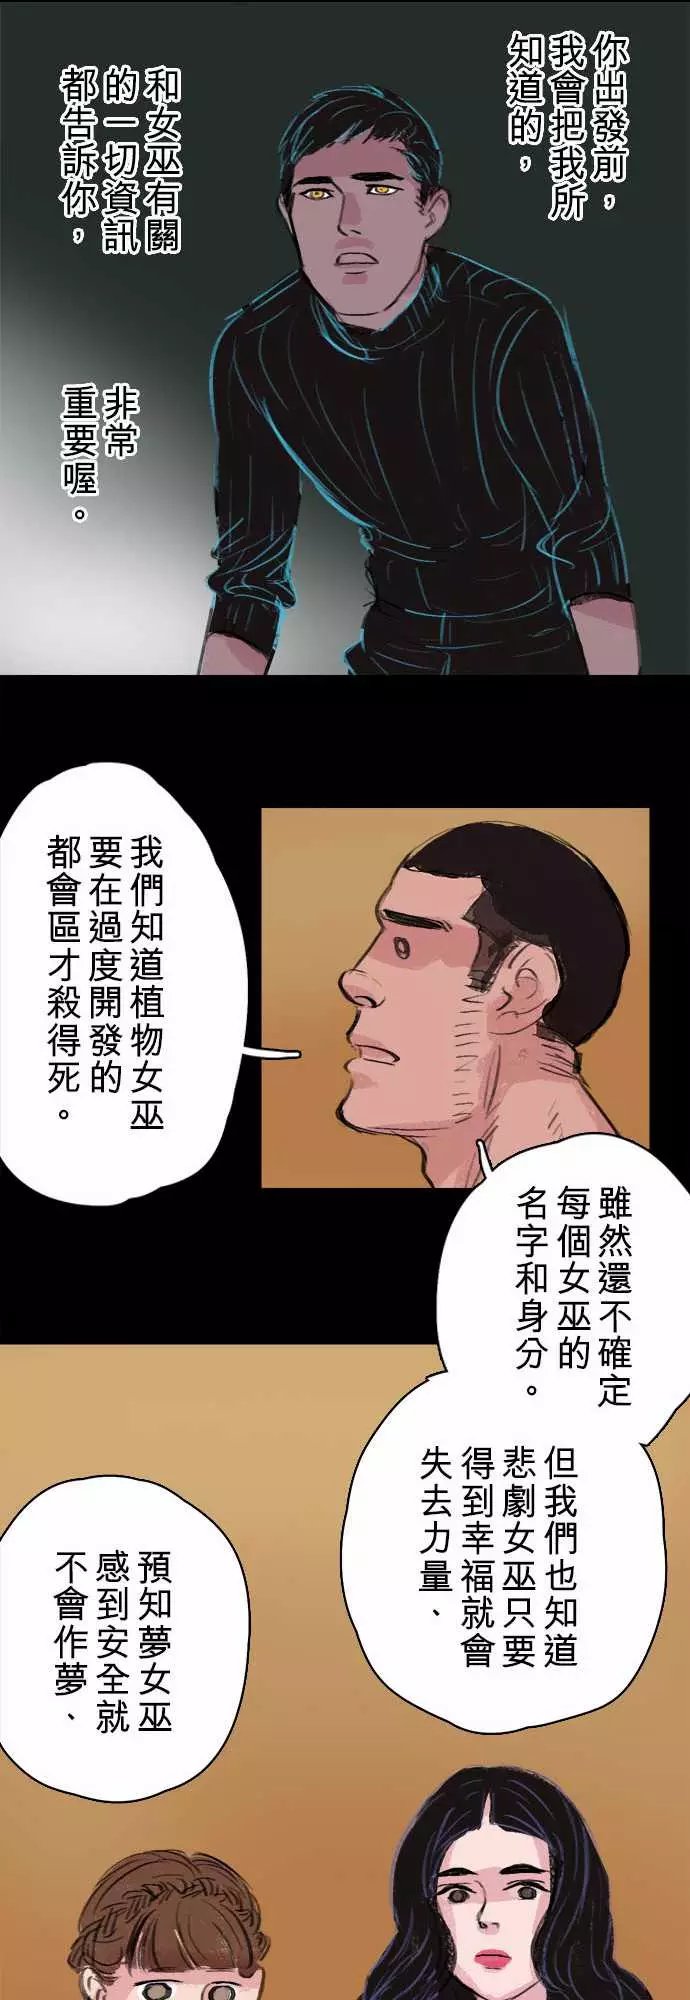 你出發前，
我會把我所
知道的，
和女巫有關
的一切資訊
都告訴你，
非常
重要喔。
我們知道植物女巫
要在過度開發的
都會區才殺得死。
雖然還不確定
每個女巫的
名字和身分。
但我們也知道
悲劇女巫只要
得到幸福就會
失去力量、
預知夢女巫
感到安全就
不會作夢、